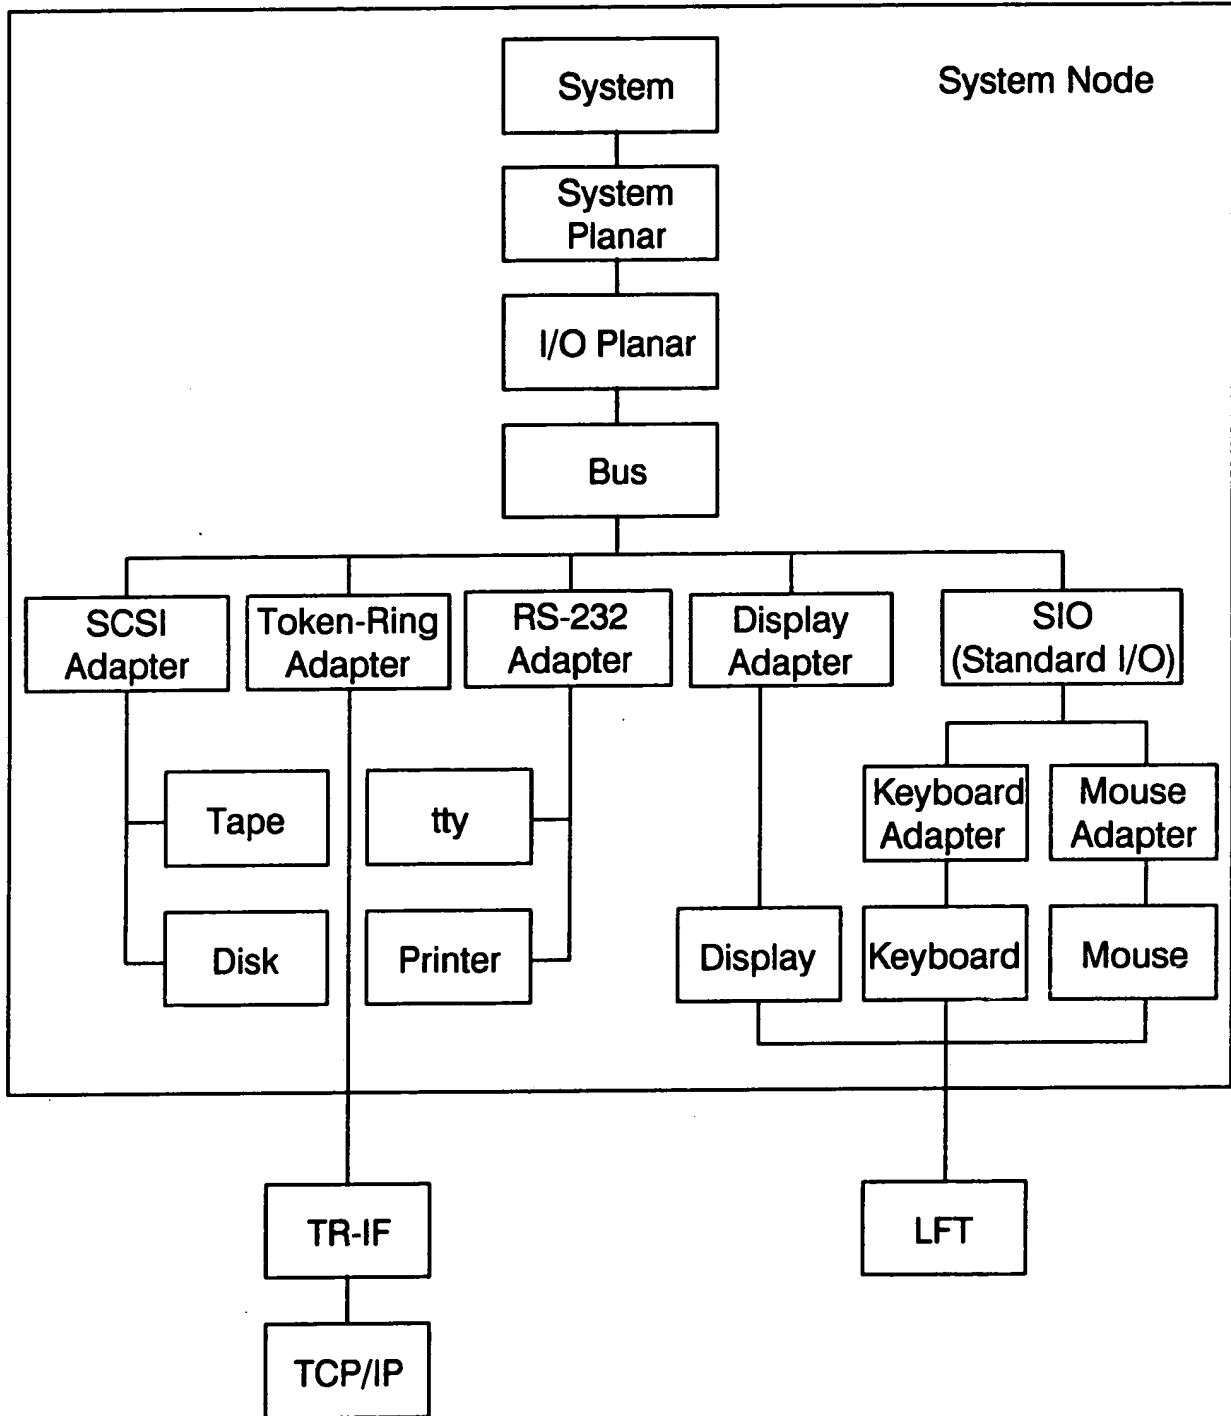 System
System Node
System
Planar
I/O Planar
Bus
SCSI
Adapter
Token-Ring
Adapter
RS-232
Adapter
Display
Adapter
SIO
(Standard I/O)
Tape
tty
Keyboard
Adapter
Mouse
Adapter
Disk
Printer
Display
Keyboard
Mouse
TR-IF
LFT
TCP/IP